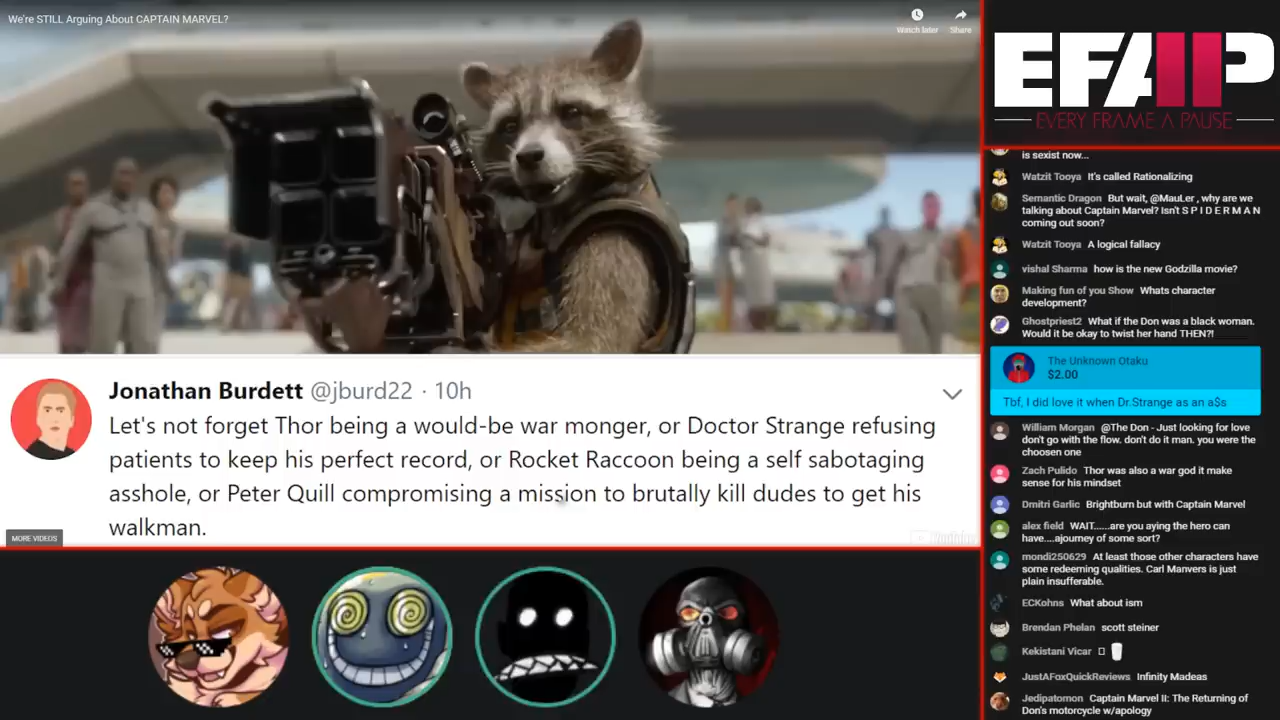 We're STILL Arguing About CAPTAIN MARVEL?
Watch later
Share
Jonathan Burdett @jburd22 · 10h
Let's not forget Thor being a would-be war monger, or Doctor Strange refusing
patients to keep his perfect record, or Rocket Raccoon being a self sabotaging
asshole, or Peter Quill compromising a mission to brutally kill dudes to get his
walkman.
MORE VIDEOS
YouTube
EFAP
EVERY FRAME A PAUSE
is sexist now...
Watzit Tooya It's called Rationalizing
Semantic Dragon But wait, @MauLer , why are we
talking about Captain Marvel? Isn't S P I D E R M A N
coming out soon?
Watzit Tooya A logical fallacy
vishal Sharma how is the new Godzilla movie?
Making fun of you Show Whats character
development?
Ghostpriest2 What if the Don was a black woman.
Would it be okay to twist her hand THEN?!
The Unknown Otaku
$2.00
Tbf, I did love it when Dr.Strange as an a$s
William Morgan @The Don - Just looking for love
don't go with the flow. don't do it man. you were the
choosen one
Zach Pulido Thor was also a war god it make
sense for his mindset
Dmitri Garlic Brightburn but with Captain Marvel
alex field WAIT......are you aying the hero can
have....ajourney of some sort?
mondi250629 At least those other characters have
some redeeming qualities. Carl Manvers is just
plain insufferable.
ECKohns What about ism
Brendan Phelan scott steiner
Kekistani Vicar
JustAFoxQuickReviews Infinity Madeas
Jedipatomon Captain Marvel II: The Returning of
Don's motorcycle w/apology